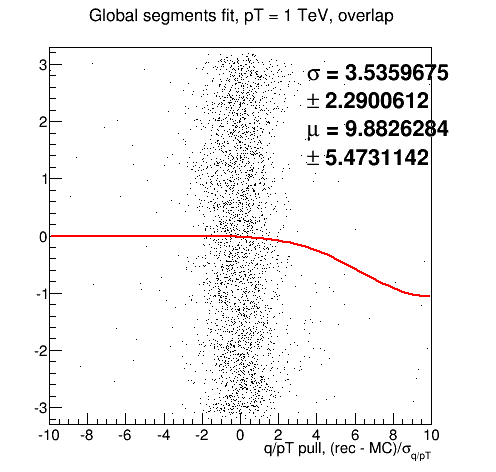 Global segments fit, pT = 1 TeV, overlap
σ = 3.5359675
± 2.2900612
μ = 9.8826284
± 5.4731142
3
2
1
0
-1
-2
-3
-10 -8 -6 -4 -2 0 2 4 6 8 10
q/pT pull, (rec - MC)/σq/pT